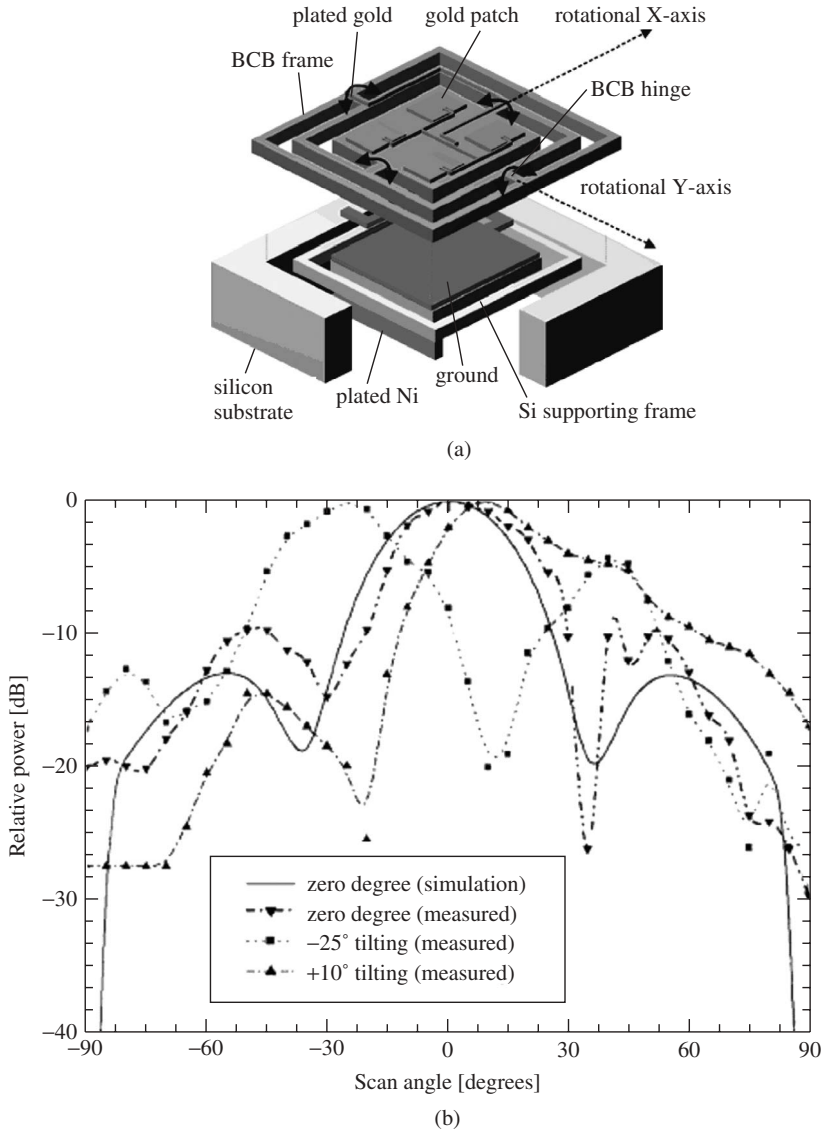 plated gold
gold patch
rotational X-axis
BCB frame
BCB hinge
rotational Y-axis
silicon
substrate
plated Ni
ground
Si supporting frame
(a)
Relative power [dB]
0
−10
−20
−30
−40
zero degree (simulation)
zero degree (measured)
−25° tilting (measured)
+10° tilting (measured)
−90
−60
−30
0
30
60
90
Scan angle [degrees]
(b)